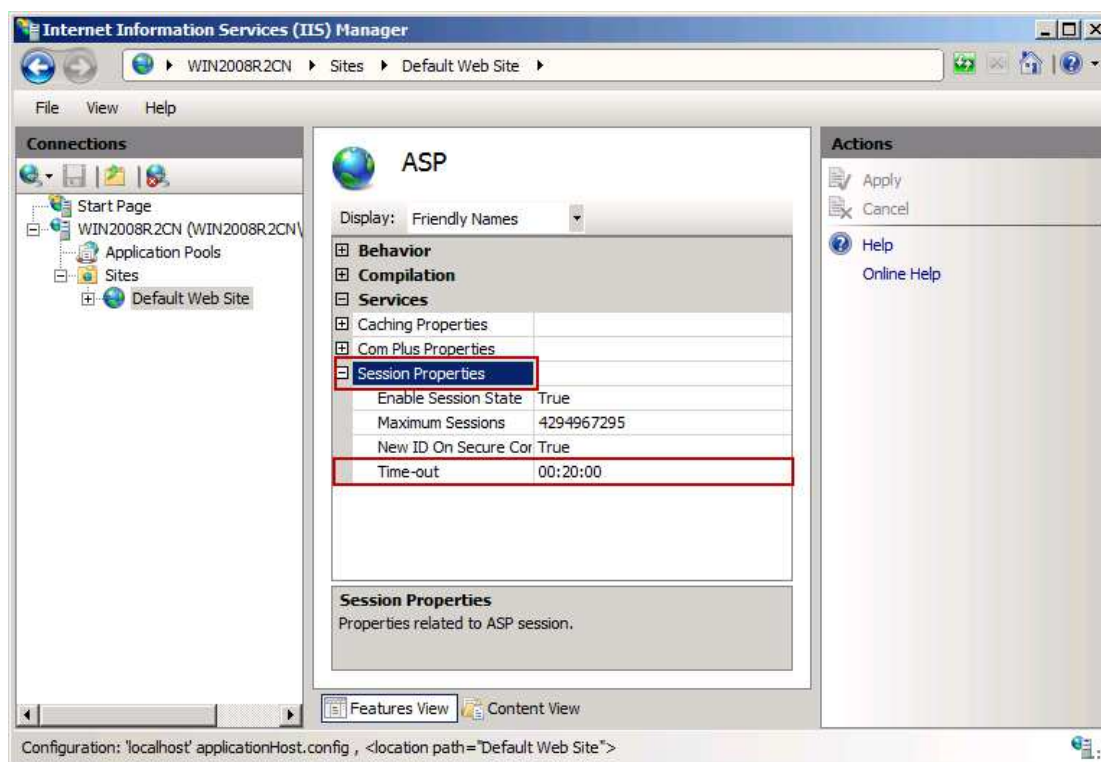 Internet Information Services (IIS) Manager
WIN2008R2CN Sites Default Web Site
File View Help
Connections
Start Page
WIN2008R2CN (WIN2008R2CN\
Application Pools
Sites
Default Web Site
ASP
Display: Friendly Names
Behavior
Compilation
Services
Caching Properties
Com Plus Properties
Session Properties
Enable Session State True
Maximum Sessions 4294967295
New ID On Secure Cor True
Time-out 00:20:00
Session Properties
Properties related to ASP session.
Features View Content View
Actions
Apply
Cancel
Help
Online Help
Configuration: 'localhost' applicationHost.config , <location path="Default Web Site">